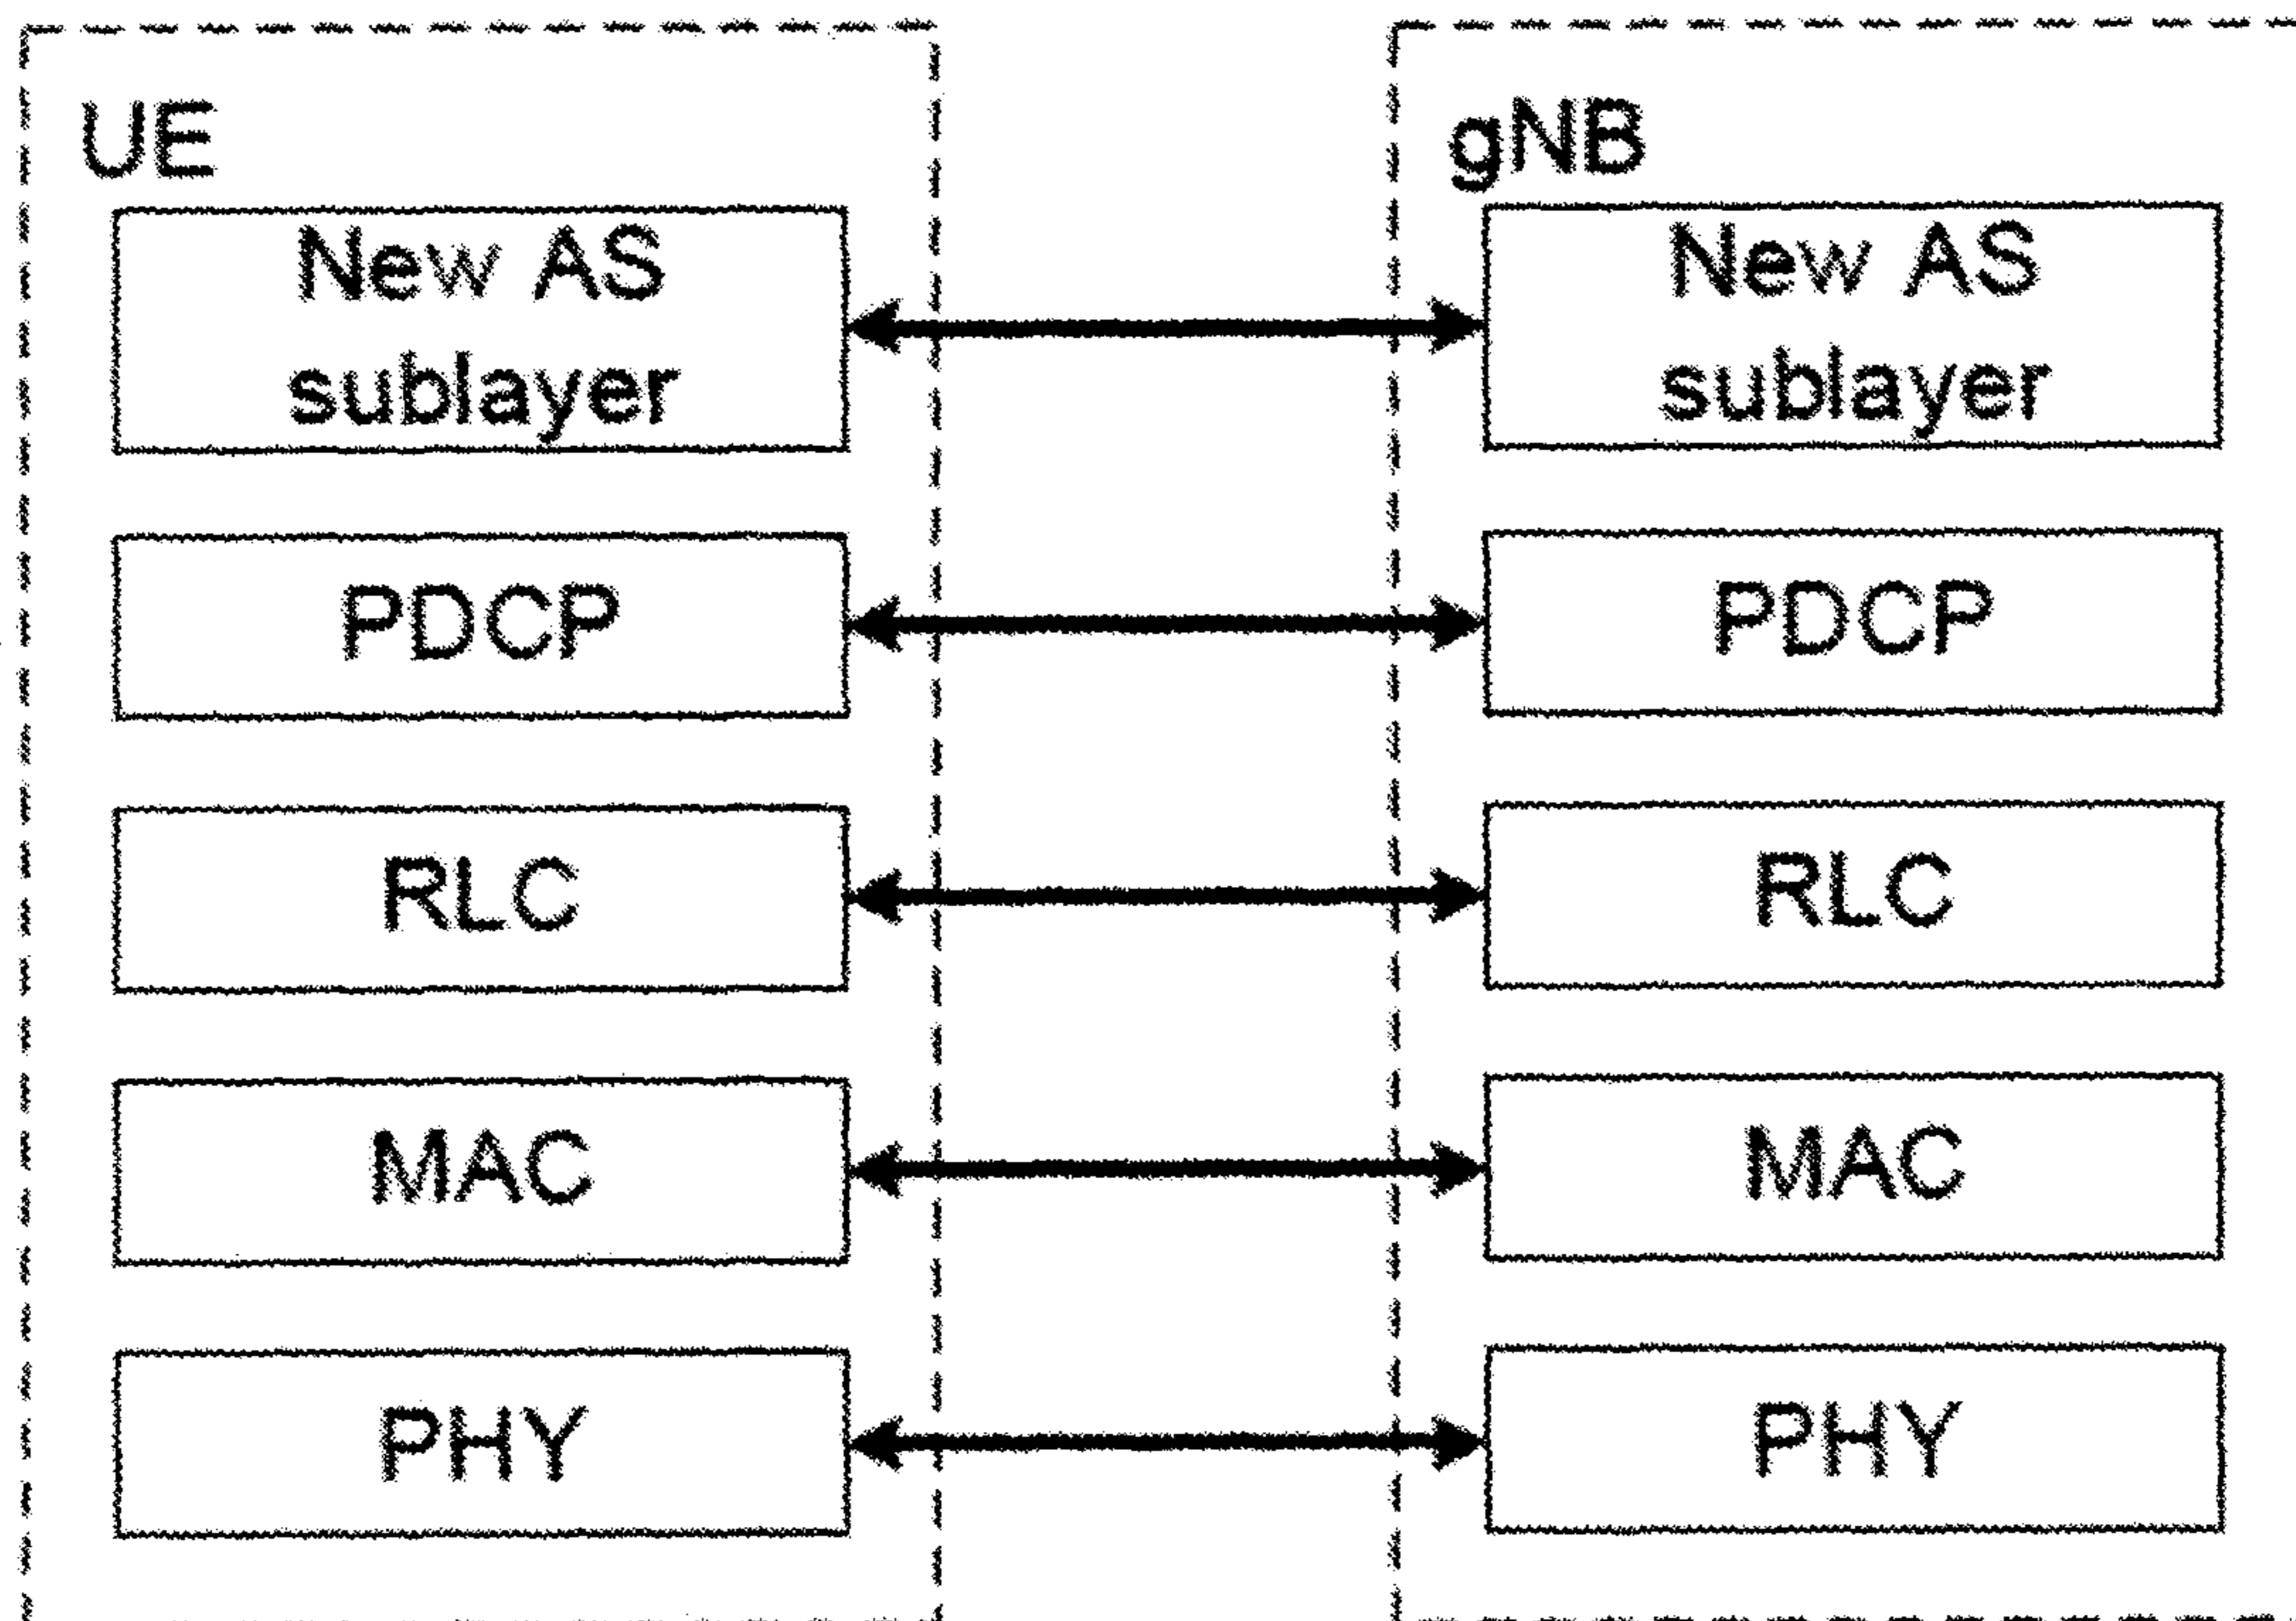 UE
New AS
sublayer
PDCP
RLC
MAC
PHY
gNB
New AS
sublayer
PDCP
RLC
MAC
PHY